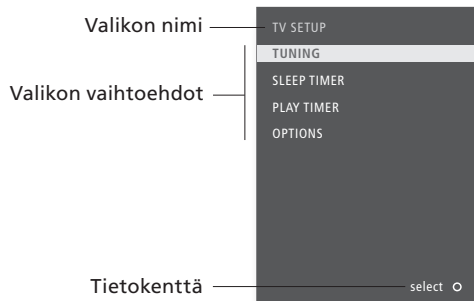 Valikon nimi
TV SETUP
TUNING
Valikon vaihtoehdot
SLEEP TIMER
PLAY TIMER
OPTIONS
Tietokenttä
select